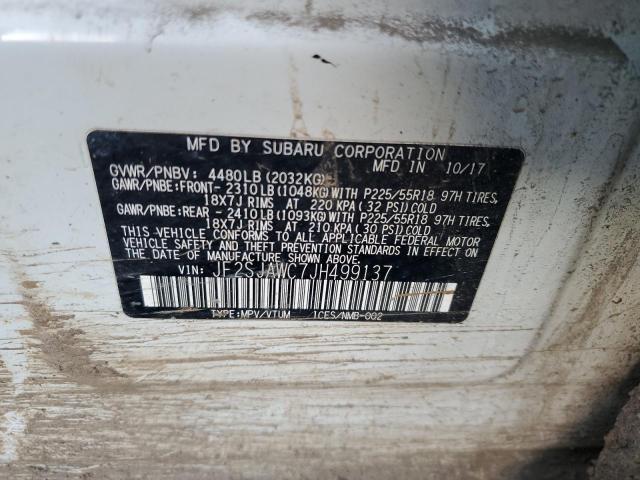 MFD BY SUBARU CORPORATION
MFD IN 10/17
GVWR/PNBV: 4480LB(2032KG)
GAWR/PNBE:FRONT-2310LB(1048KG)WITH P225/55R18 97H TIRES,
18X7J RIMS AT 220 KPA(32 PSI)COLD
GAWR/PNBE:REAR -2410LB(1093KG)WITH P225/55R18 97H TIRES,
18X7J RIMS AT 210 KPA(30 PSI)COLD
THIS VEHICLE CONFORMS TO ALL APPLICABLE FEDERAL MOTOR
VEHICLE SAFETY AND THEFT PREVENTION STANDARDS IN EFFECT
ON THE DATE OF MANUFACTURE SHOWN ABOVE.
VIN: JF2SJAWC7JH499137
TYPE:MPV/VTUM ICES/NMB-002